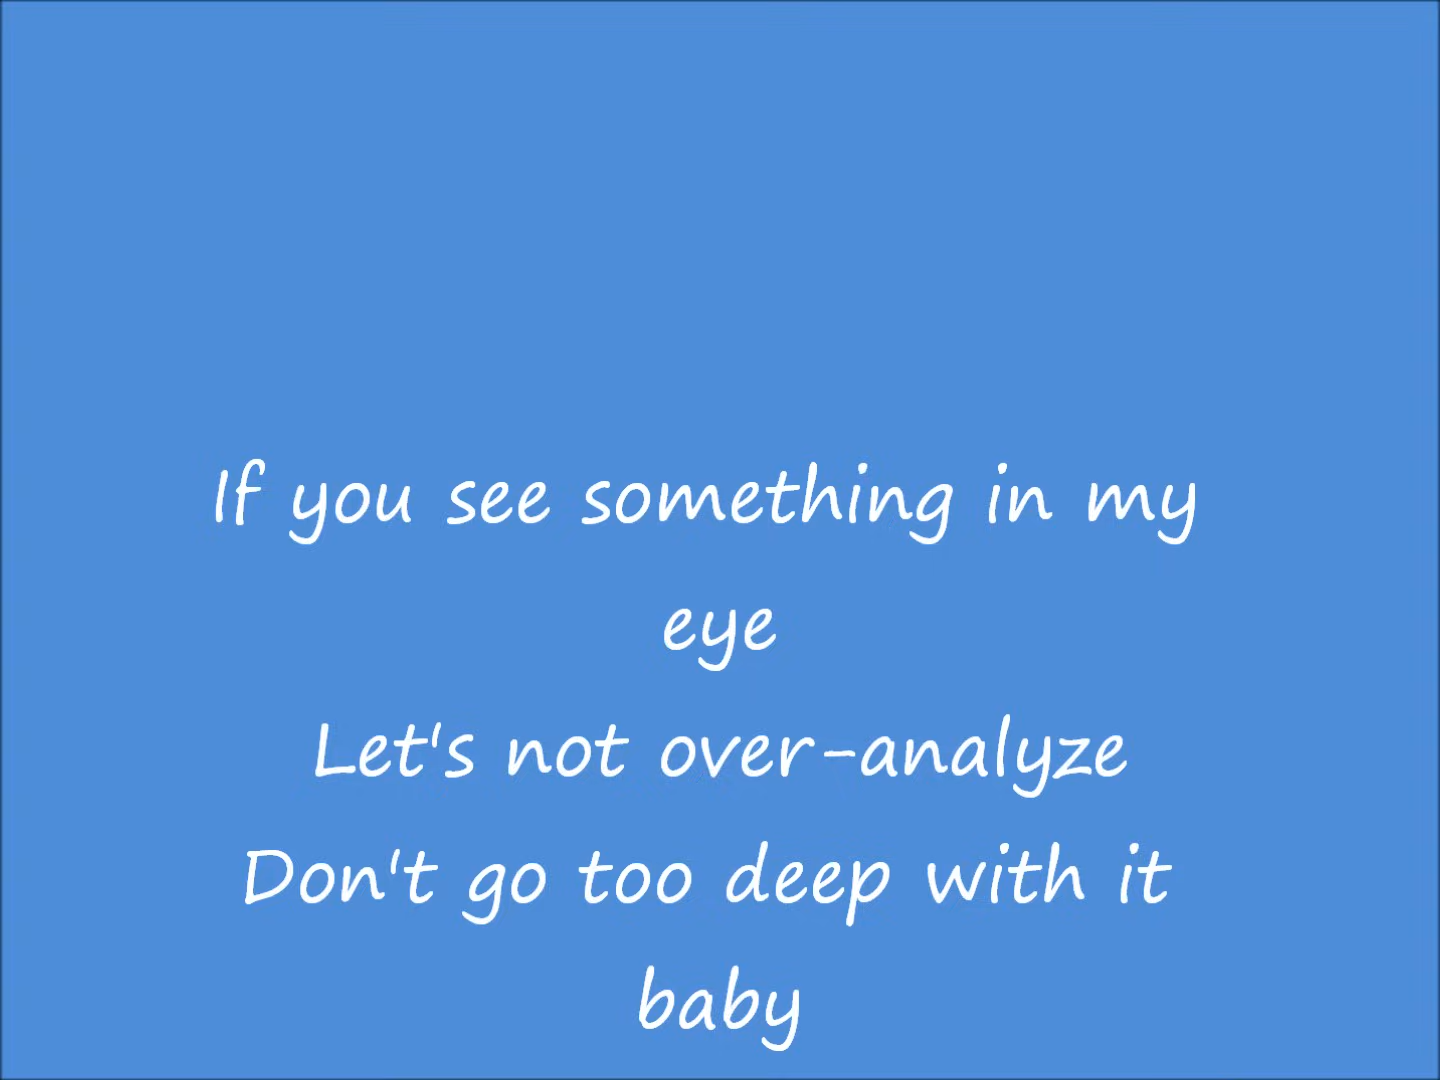 If you see something in my
eye
Let's not over-analyze
Don't go too deep with it
baby